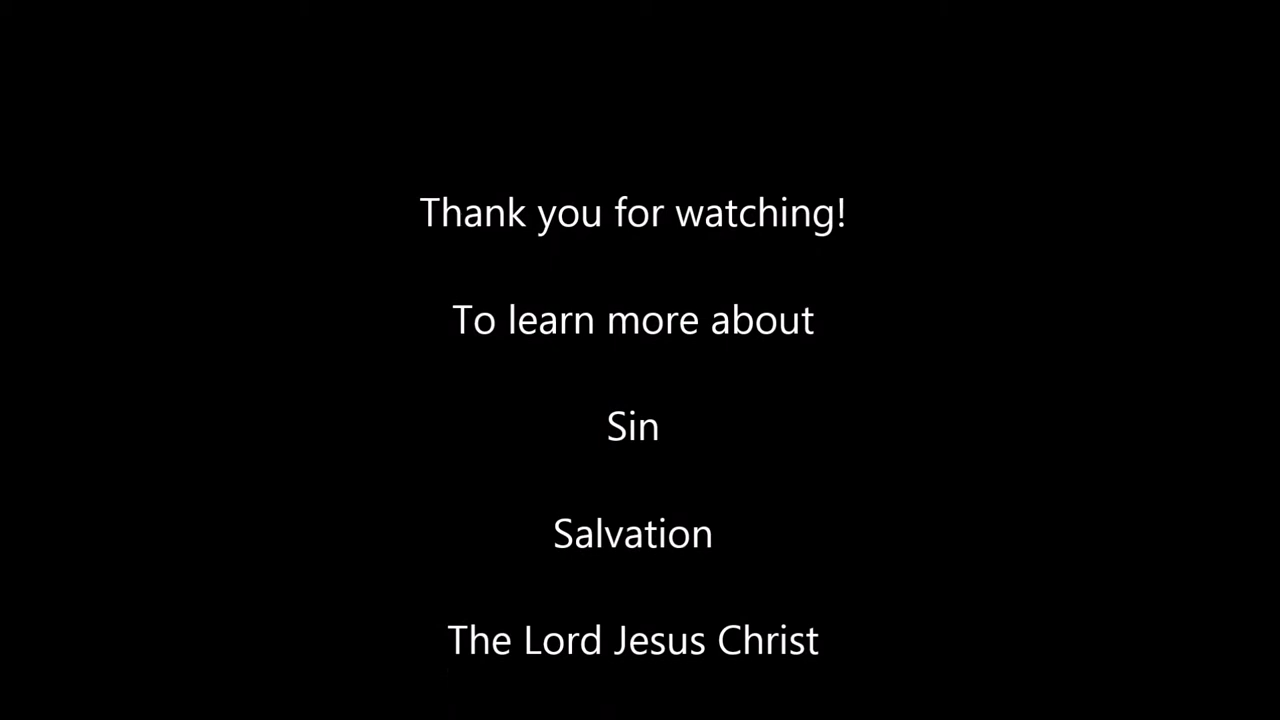 Thank you for watching!
To learn more about
Sin
Salvation
The Lord Jesus Christ